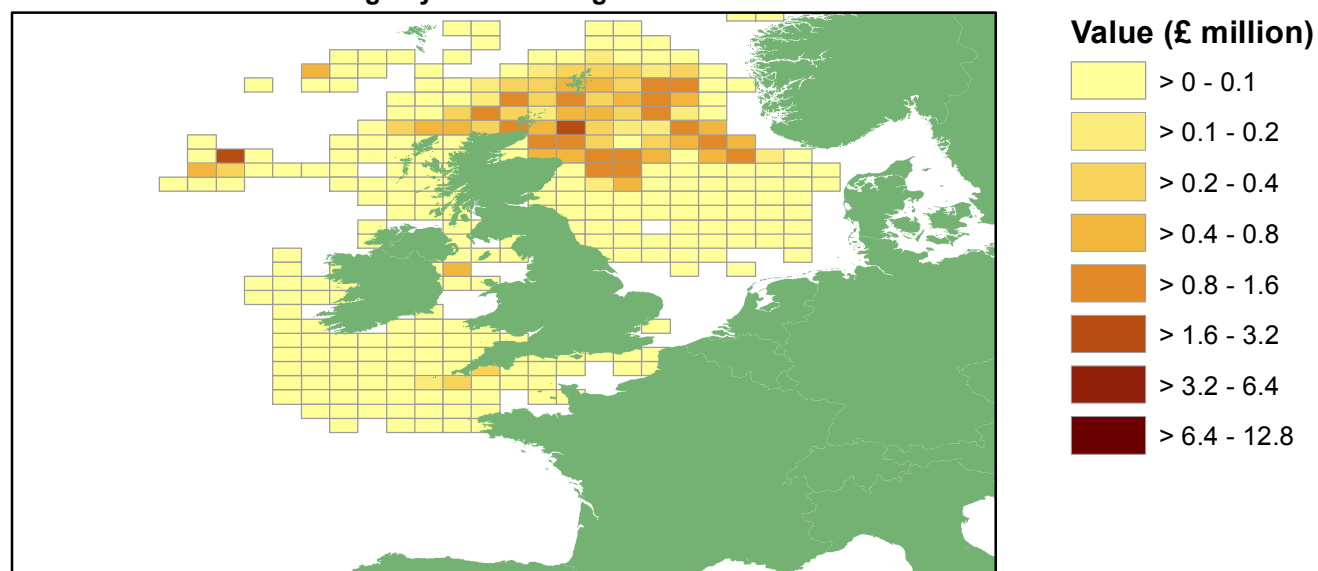 Value (£ million)
> 0 - 0.1
> 0.1 - 0.2
> 0.2 - 0.4
> 0.4 - 0.8
> 0.8 - 1.6
> 1.6 - 3.2
> 3.2 - 6.4
> 6.4 - 12.8